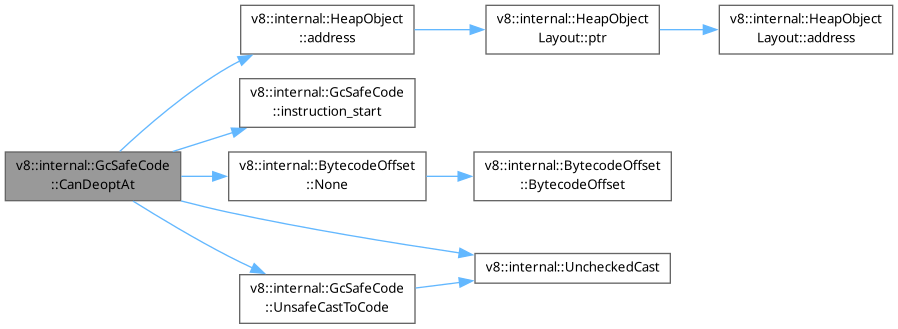 v8::internal::HeapObject
::address
v8::internal::HeapObject
Layout::ptr
v8::internal::HeapObject
Layout::address
v8::internal::GcSafeCode
::instruction_start
v8::internal::GcSafeCode
::CanDeoptAt
v8::internal::BytecodeOffset
::None
v8::internal::BytecodeOffset
::BytecodeOffset
v8::internal::UncheckedCast
v8::internal::GcSafeCode
::UnsafeCastToCode